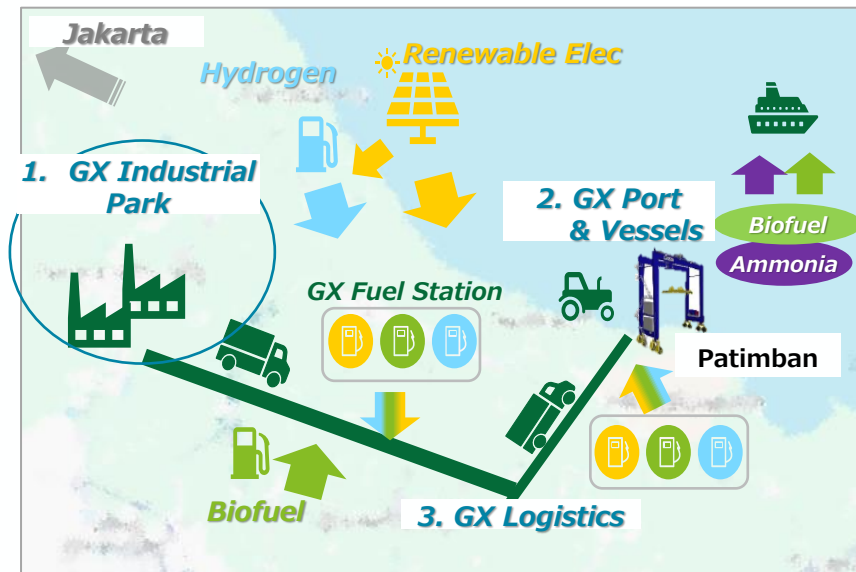 Jakarta
Hydrogen
Renewable Elec
1. GX Industrial
Park
2. GX Port
& Vessels
Biofuel
Ammonia
GX Fuel Station
Patimban
Biofuel
3. GX Logistics